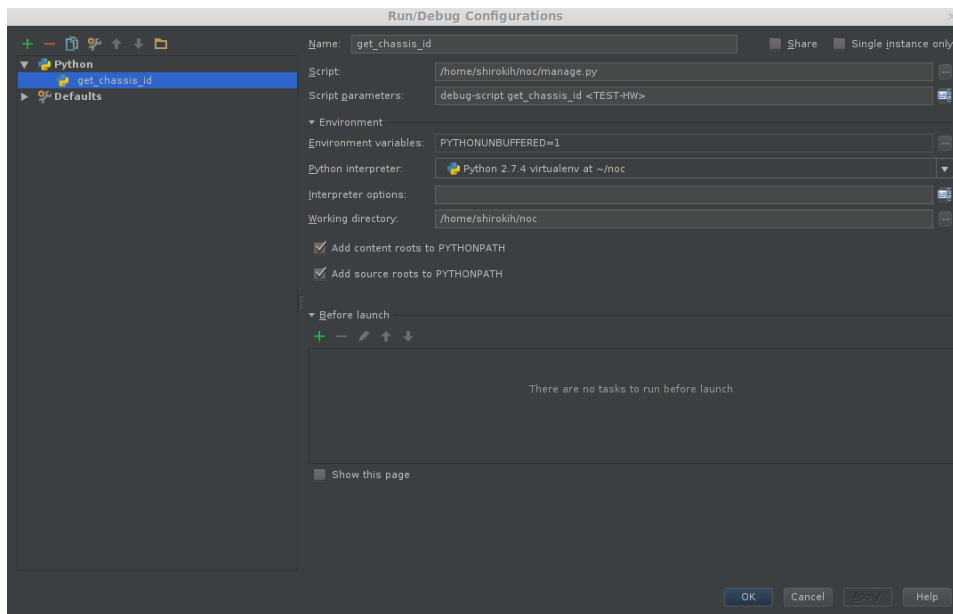 Run/Debug Configurations
Name: get_chassis_id Share Single instance only
Python
get_chassis_id
Defaults
Script: /home/shirokih/noc/manage.py
Script parameters: debug-script get_chassis_id <TEST-HW>
Environment
Environment variables: PYTHONUNBUFFERED=1
Python interpreter: Python 2.7.4 virtualenv at ~/noc
Interpreter options:
Working directory: /home/shirokih/noc
Add content roots to PYTHONPATH
Add source roots to PYTHONPATH
Before launch
There are no tasks to run before launch
Show this page
OK Cancel Apply Help